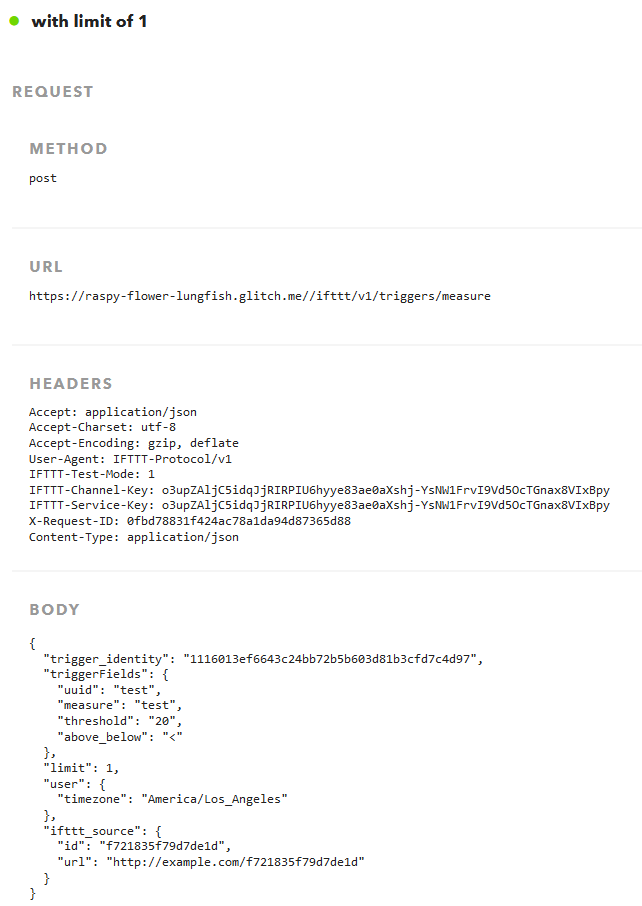 with limit of 1
REQUEST
METHOD
post
URL
https://raspy-flower-lungfish.glitch.me//ifttt/v1/triggers/measure
HEADERS
Accept: application/json
Accept-Charset: utf-8
Accept-Encoding: gzip, deflate
User-Agent: IFTTT-Protocol/v1
IFTTT-Test-Mode: 1
IFTTT-Channel-Key: o3upZAljC5idqJjRIRPIU6hyye83ae0aXshj-YsNW1FrvI9Vd5OcTGnax8VIxBpy
IFTTT-Service-Key: o3upZAljC5idqJjRIRPIU6hyye83ae0aXshj-YsNW1FrvI9Vd5OcTGnax8VIxBpy
X-Request-ID: 0fbd78831f424ac78a1da94d87365d88
Content-Type: application/json
BODY
{
"trigger_identity": "1116013ef6643c24bb72b5b603d81b3cfd7c4d97",
"triggerFields": {
"uuid": "test",
"measure": "test",
"threshold": "20",
"above_below": "<"
},
"limit": 1,
"user": {
"timezone": "America/Los_Angeles"
},
"ifttt_source": {
"id": "f721835f79d7de1d",
"url": "http://example.com/f721835f79d7de1d"
}
}